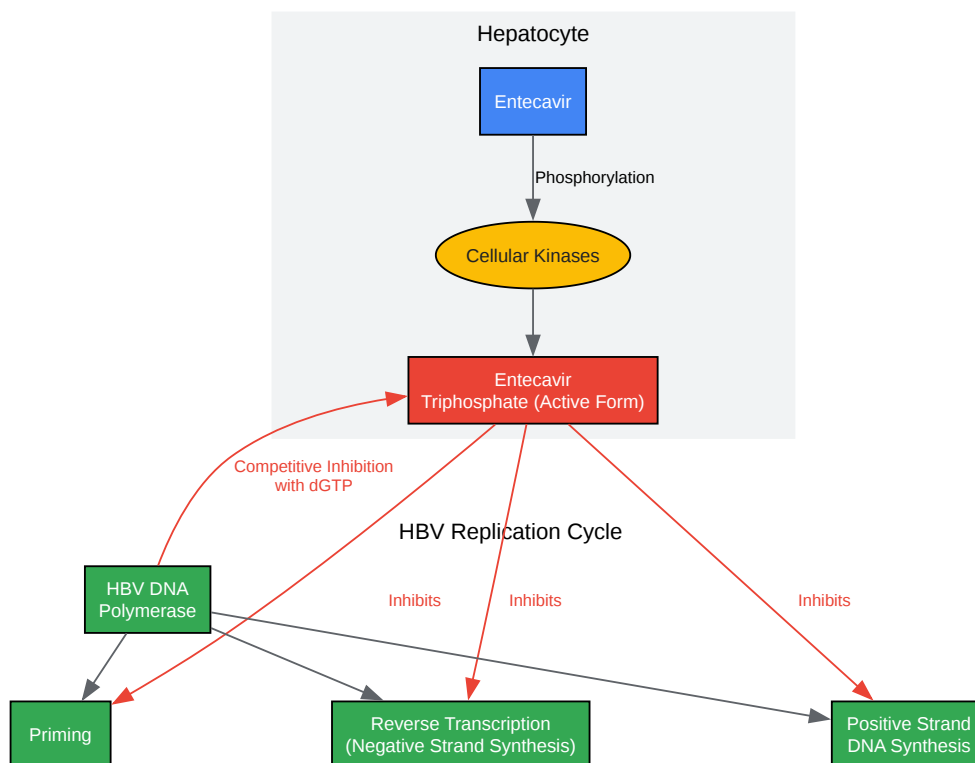 Hepatocyte
Entecavir
Phosphorylation
Cellular Kinases
Entecavir
Triphosphate (Active Form)
Competitive Inhibition
with dGTP
HBV Replication Cycle
HBV DNA
Polymerase
Inhibits
Inhibits
Inhibits
Priming
Reverse Transcription
(Negative Strand Synthesis)
Positive Strand
DNA Synthesis